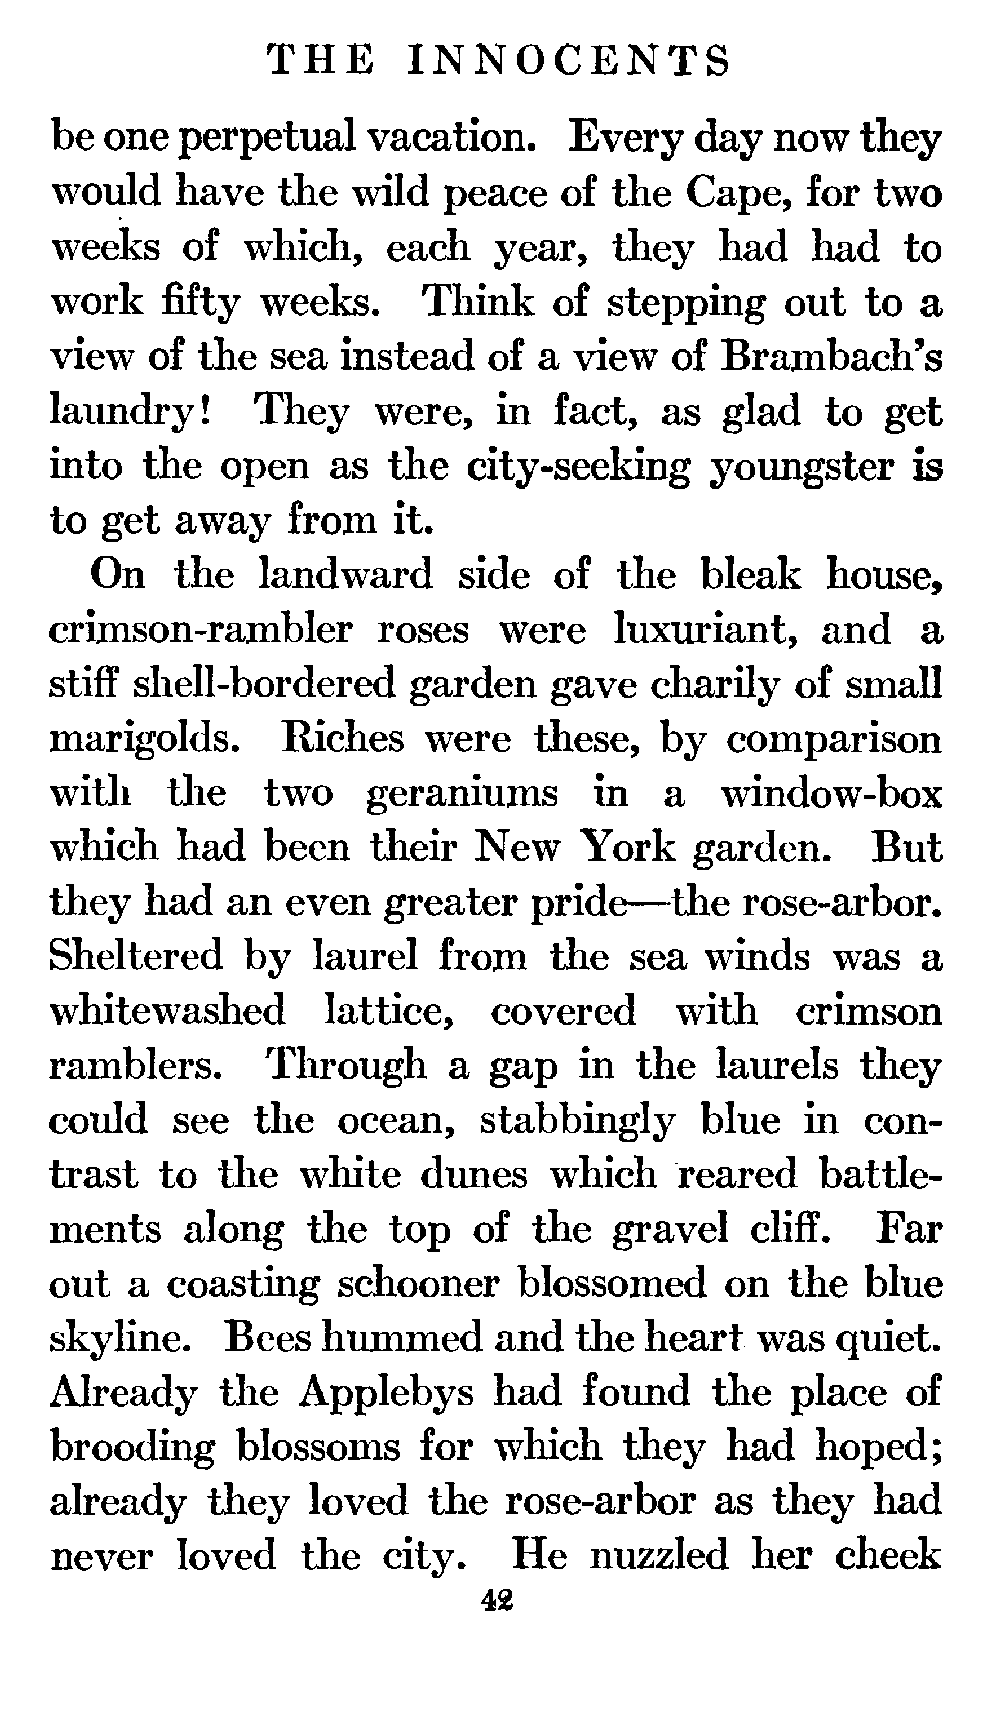 THE INNOCENTS
be one perpetual vacation. Every day now they
would have the wild peace of the Cape, for two
weeks of which, each year, they had had to
work fifty weeks. Think of stepping out to a
view of the sea instead of a view of Brambach's
laundry! They were, in fact, as glad to get
into the open as the city-seeking youngster is
to get away from it.
On the landward side of the bleak house,
crimson-rambler roses were luxuriant, and a
stiff shell-bordered garden gave charily of small
marigolds. Riches were these, by comparison
with the two geraniums in a window-box
which had been their New York garden. But
they had an even greater pride—the rose-arbor.
Sheltered by laurel from the sea winds was a
whitewashed lattice, covered with crimson
ramblers. Through a gap in the laurels they
could see the ocean, stabbingly blue in con-
trast to the white dunes which reared battle-
ments along the top of the gravel cliff. Far
out a coasting schooner blossomed on the blue
skyline. Bees hummed and the heart was quiet.
Already the Applebys had found the place of
brooding blossoms for which they had hoped;
already they loved the rose-arbor as they had
never loved the city. He nuzzled her cheek
42